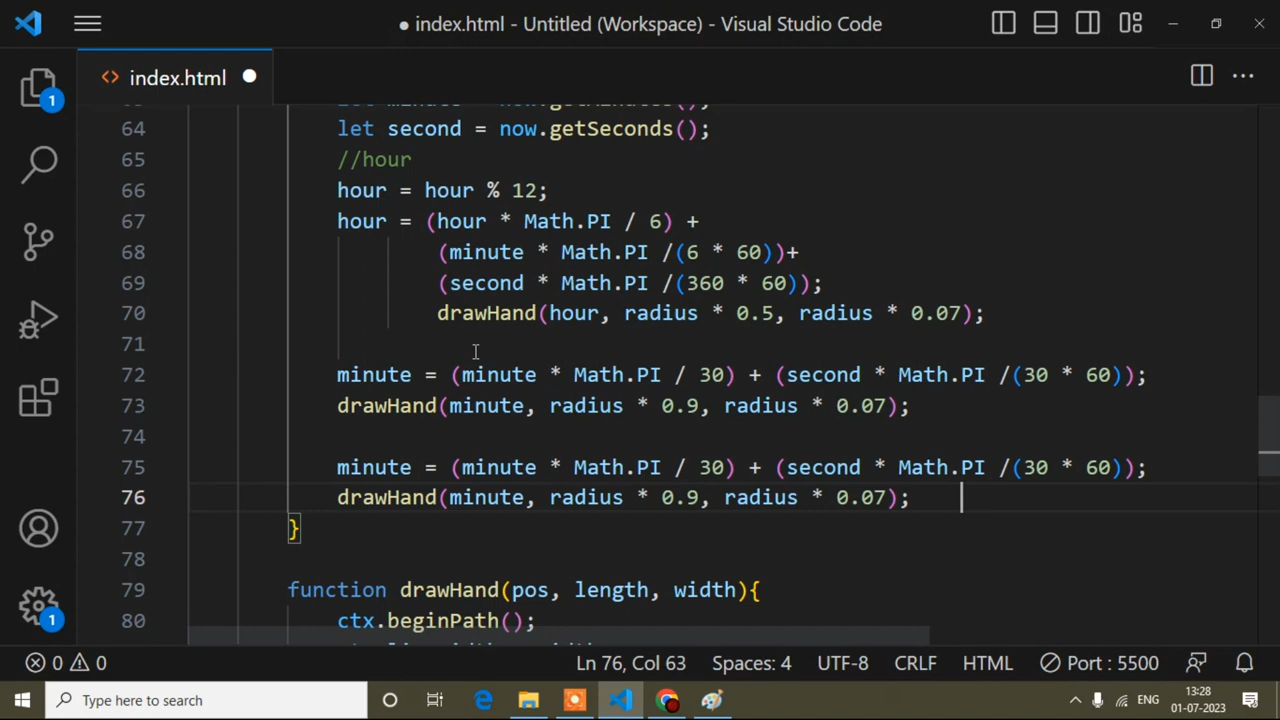 ● index.html - Untitled (Workspace) - Visual Studio Code
<> index.html ●
64 let second = now.getSeconds();
65 //hour
66 hour = hour % 12;
67 hour = (hour * Math.PI / 6) +
68 (minute * Math.PI /(6 * 60))+
69 (second * Math.PI /(360 * 60));
70 drawHand(hour, radius * 0.5, radius * 0.07);
71
72 minute = (minute * Math.PI / 30) + (second * Math.PI /(30 * 60));
73 drawHand(minute, radius * 0.9, radius * 0.07);
74
75 minute = (minute * Math.PI / 30) + (second * Math.PI /(30 * 60));
76 drawHand(minute, radius * 0.9, radius * 0.07);
77 }
78
79 function drawHand(pos, length, width){
80 ctx.beginPath();
1
1
0 0 Ln 76, Col 63 Spaces: 4 UTF-8 CRLF HTML Port : 5500
Type here to search ENG 13:28
01-07-2023